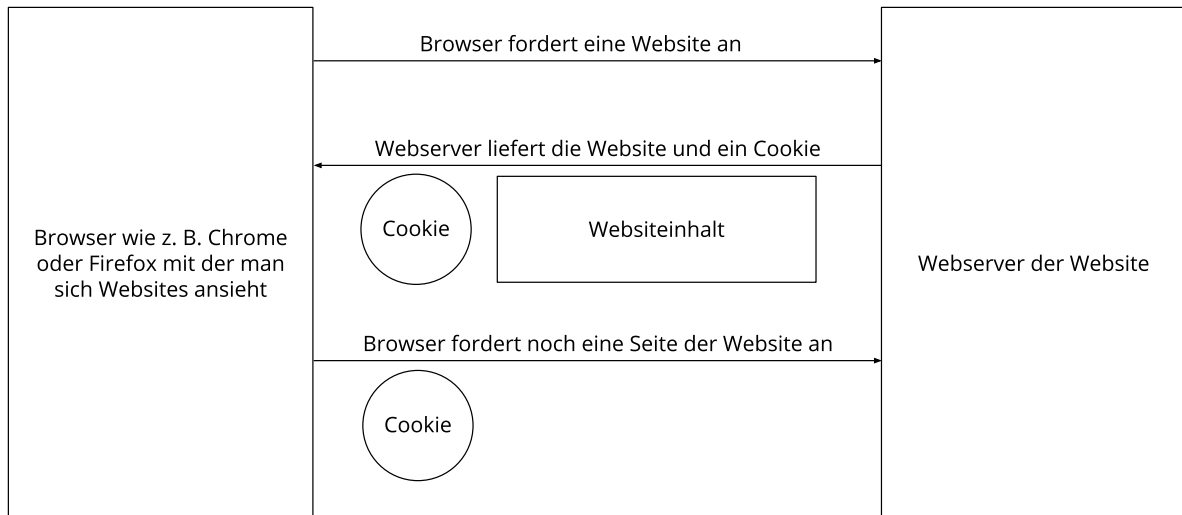 Browser fordert eine Website an
Webserver liefert die Website und ein Cookie
Cookie
Websiteinhalt
Browser wie z. B. Chrome
oder Firefox mit der man
sich Websites ansieht
Webserver der Website
Browser fordert noch eine Seite der Website an
Cookie